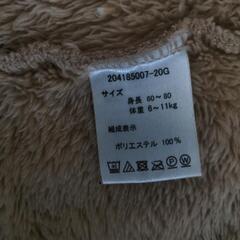 204185007-20G
サイズ
身長 60～80
体重 6～11kg
組成表示
ポリエステル 100%